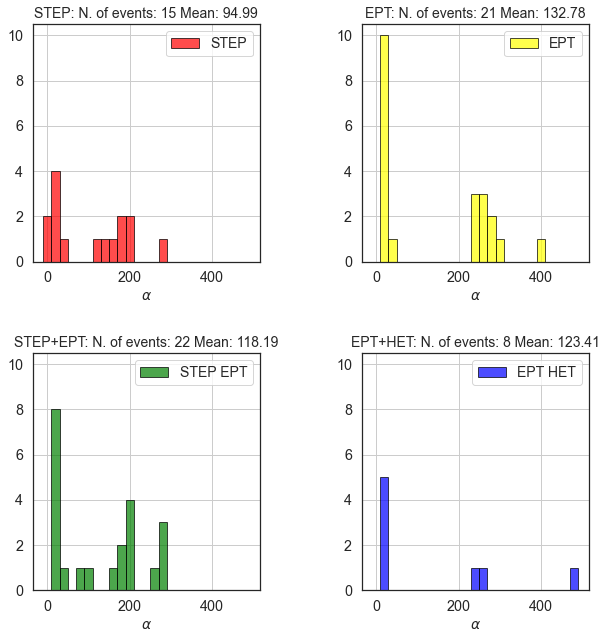 STEP: N. of events: 15 Mean: 94.99
STEP
10
8
6
4
2
0
0 200 400
α
EPT: N. of events: 21 Mean: 132.78
EPT
10
8
6
4
2
0
0 200 400
α
STEP+EPT: N. of events: 22 Mean: 118.19
STEP EPT
10
8
6
4
2
0
0 200 400
α
EPT+HET: N. of events: 8 Mean: 123.41
EPT HET
10
8
6
4
2
0
0 200 400
α